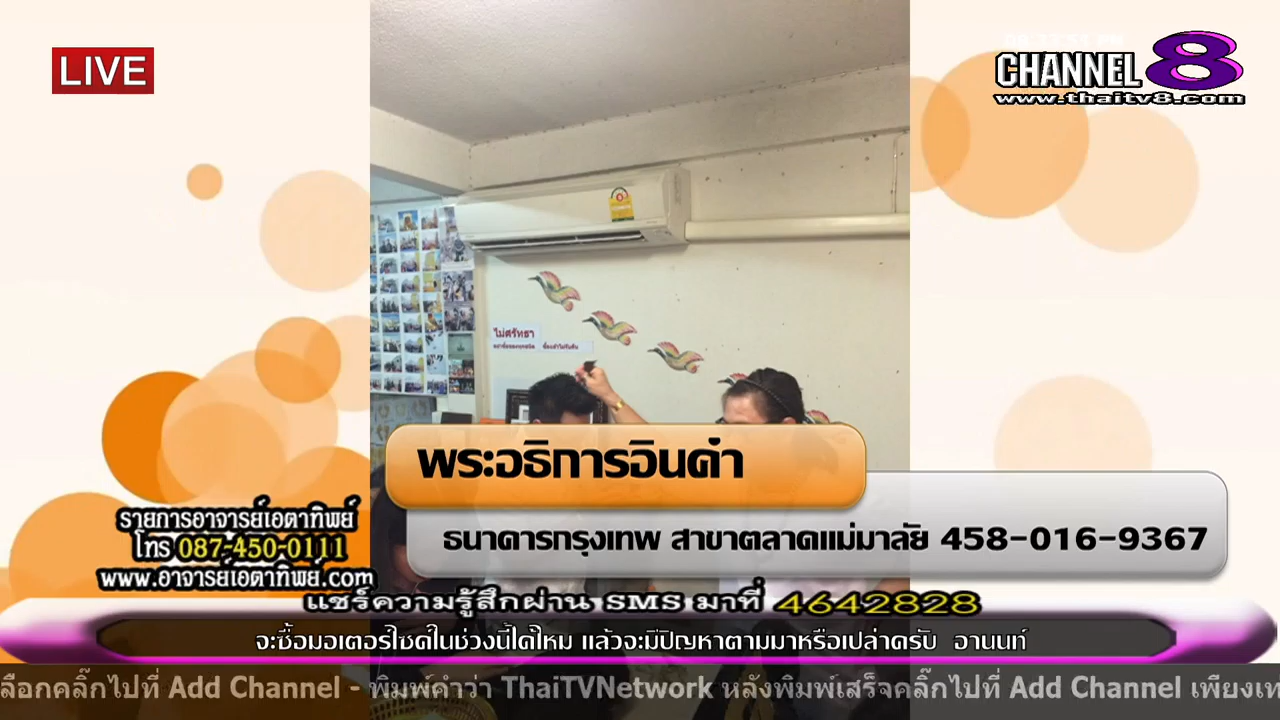 LIVE
CHANNEL 8
www.thaitv8.com
ไม่ศรัทธา
พระอธิการอินคำ
ธนาคารกรุงเทพ สาขาตลาดแม่มาลัย 458-016-9367
รายการอาจารย์เอตาทิพย์
โทร 087-450-0111
www.อาจารย์เอตาทิพย์.com
แชร์ความรู้สึกผ่าน SMS มาที่ 4642828
จะซื้อมอเตอร์ไซด์ในช่วงนี้ได้ไหม แล้วจะมีปัญหาตามมาหรือเปล่าครับ อานนท์
ลือกคลิ๊กไปที่ Add Channel - พิมพ์คำว่า ThaiTVNetwork หลังพิมพ์เสร็จคลิ๊กไปที่ Add Channel เพียงเท